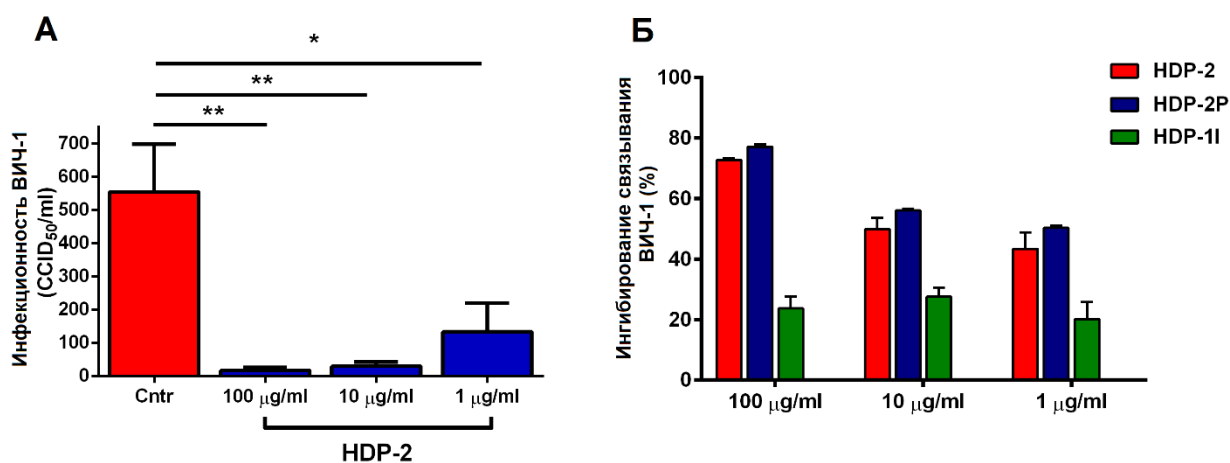 А
*
**
**
Инфекционность ВИЧ-1
(CCID50/ml)
700
600
500
400
300
200
100
0
Cntr 100 µg/ml 10 µg/ml 1 µg/ml
HDP-2
Б
HDP-2
HDP-2P
HDP-1I
Ингибирование связывания
ВИЧ-1 (%)
100
80
60
40
20
0
100 µg/ml 10 µg/ml 1 µg/ml